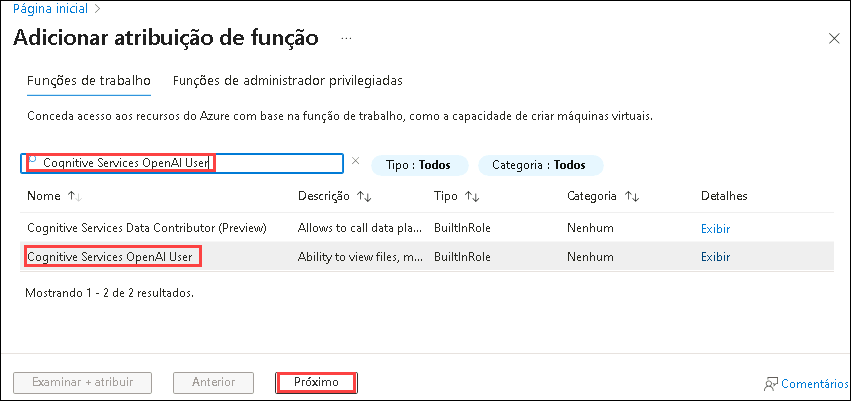 Página inicial >
Adicionar atribuição de função ...
Funções de trabalho Funções de administrador privilegiadas
Conceda acesso aos recursos do Azure com base na função de trabalho, como a capacidade de criar máquinas virtuais.
Cognitive Services OpenAI User Tipo : Todos Categoria : Todos
Nome Descrição Tipo Categoria Detalhes
Cognitive Services Data Contributor (Preview) Allows to call data pla... BuiltInRole Nenhum Exibir
Cognitive Services OpenAI User Ability to view files, m... BuiltInRole Nenhum Exibir
Mostrando 1 - 2 de 2 resultados.
Examinar + atribuir Anterior Próximo Comentários